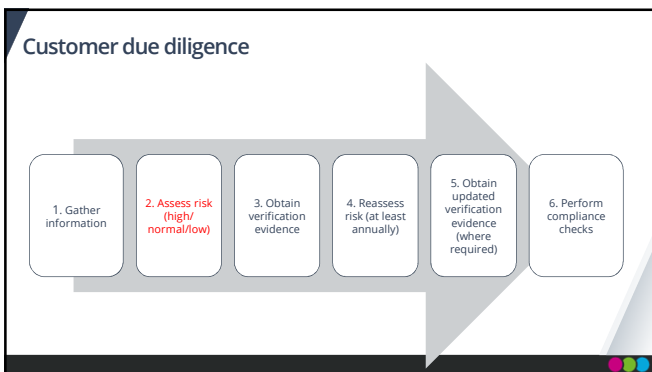 Customer due diligence
1. Gather
information
2. Assess risk
(high/
normal/low)
3. Obtain
verification
evidence
4. Reassess
risk (at least
annually)
5. Obtain
updated
verification
evidence
(where
required)
6. Perform
compliance
checks